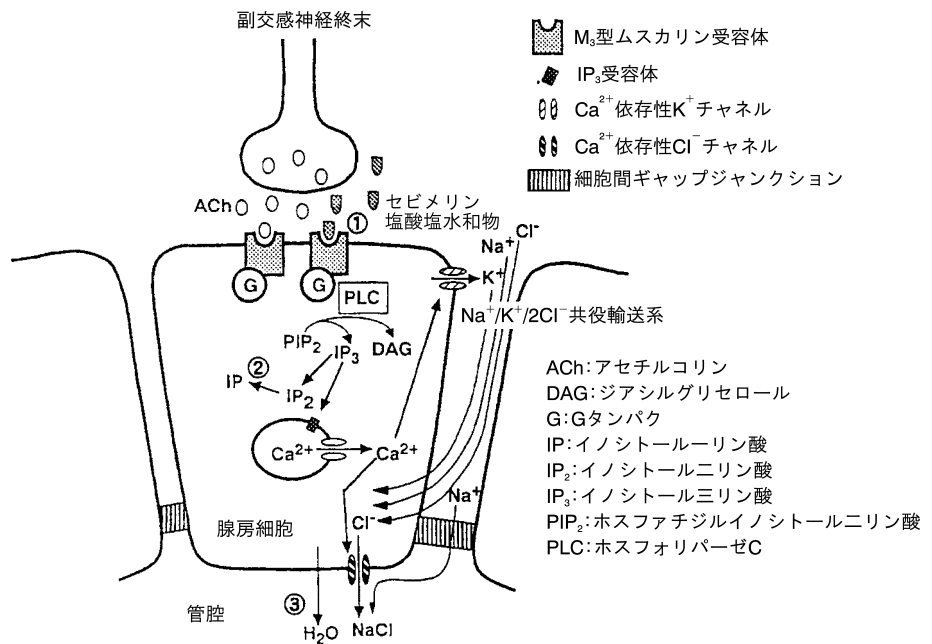 副交感神経終末
M₃型ムスカリン受容体
IP₃受容体
Ca²⁺依存性K⁺チャネル
Ca²⁺依存性Cl⁻チャネル
細胞間ギャップジャンクション
ACh
セビメリン
塩酸塩水和物
①
G
G
PLC
Na⁺
Cl⁻
K⁺
Na⁺/K⁺/2Cl⁻共役輸送系
PIP₂
IP₃
DAG
②
IP
IP₂
Ca²⁺
Ca²⁺
Na⁺
Cl⁻
腺房細胞
管腔
③
H₂O
NaCl
ACh:アセチルコリン
DAG:ジアシルグリセロール
G:Gタンパク
IP:イノシトールーリン酸
IP₂:イノシトール二リン酸
IP₃:イノシトール三リン酸
PIP₂:ホスファチジルイノシトール二リン酸
PLC:ホスフォリパーゼC